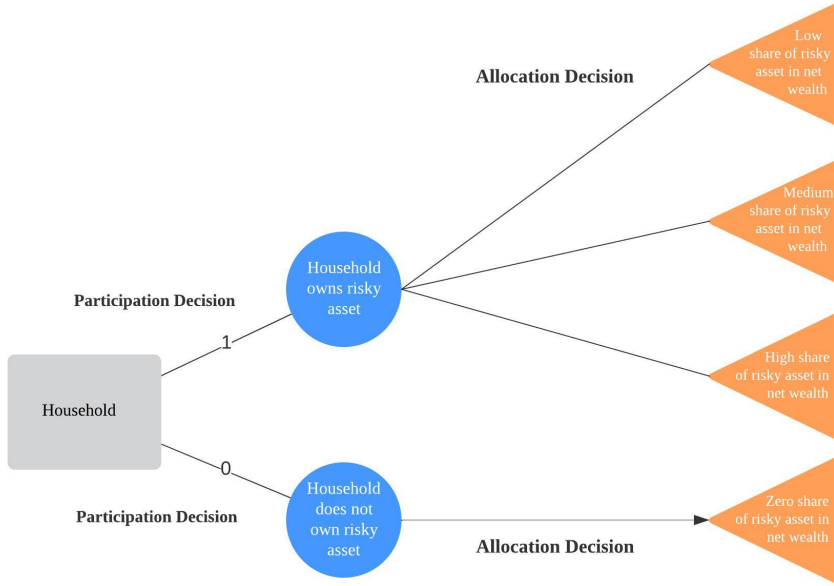 Low
share of risky
asset in net
wealth
Allocation Decision
Medium
share of risky
asset in net
wealth
Household
owns risky
asset
Participation Decision
1
High share
of risky asset in
net wealth
Household
0
Participation Decision
Household
does not
own risky
asset
Zero share
of risky asset in
net wealth
Allocation Decision